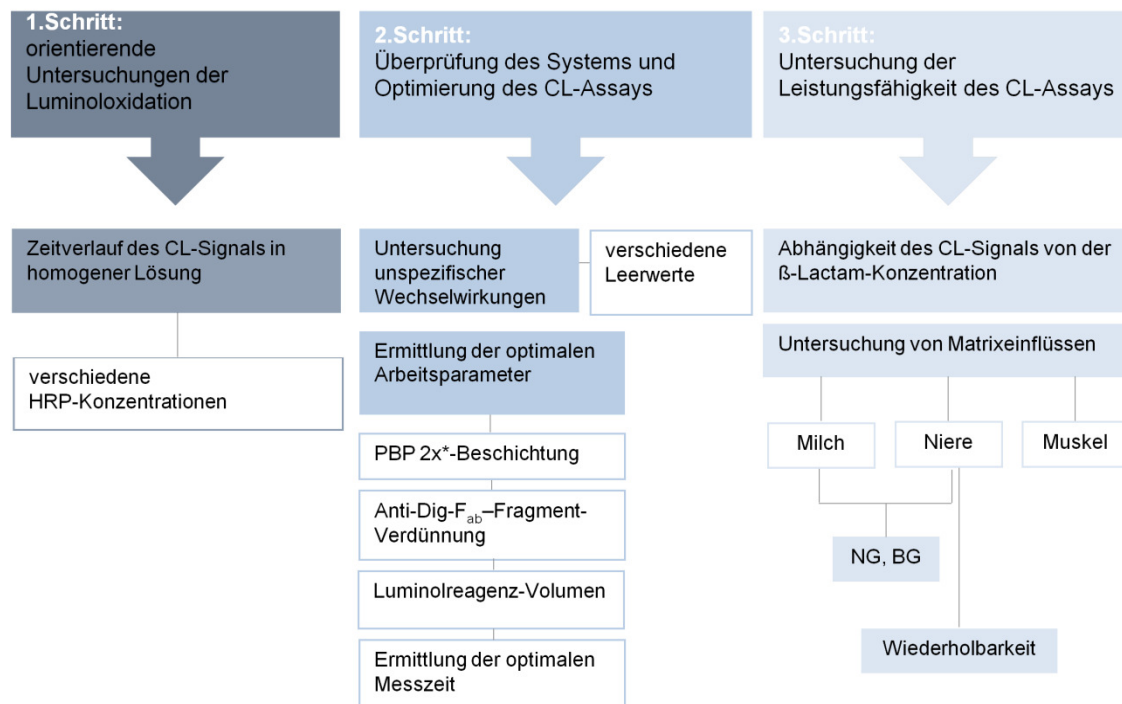 1.Schritt:
orientierende
Untersuchungen der
Luminoloxidation
Zeitverlauf des CL-Signals in
homogener Lösung
verschiedene
HRP-Konzentrationen
2.Schritt:
Überprüfung des Systems und
Optimierung des CL-Assays
Untersuchung
unspezifischer
Wechselwirkungen
verschiedene
Leerwerte
Ermittlung der optimalen
Arbeitsparameter
PBP 2x*-Beschichtung
Anti-Dig-Fab–Fragment-
Verdünnung
Luminolreagenz-Volumen
Ermittlung der optimalen
Messzeit
3.Schritt:
Untersuchung der
Leistungsfähigkeit des CL-Assays
Abhängigkeit des CL-Signals von der
ß-Lactam-Konzentration
Untersuchung von Matrixeinflüssen
Milch
Niere
Muskel
NG, BG
Wiederholbarkeit